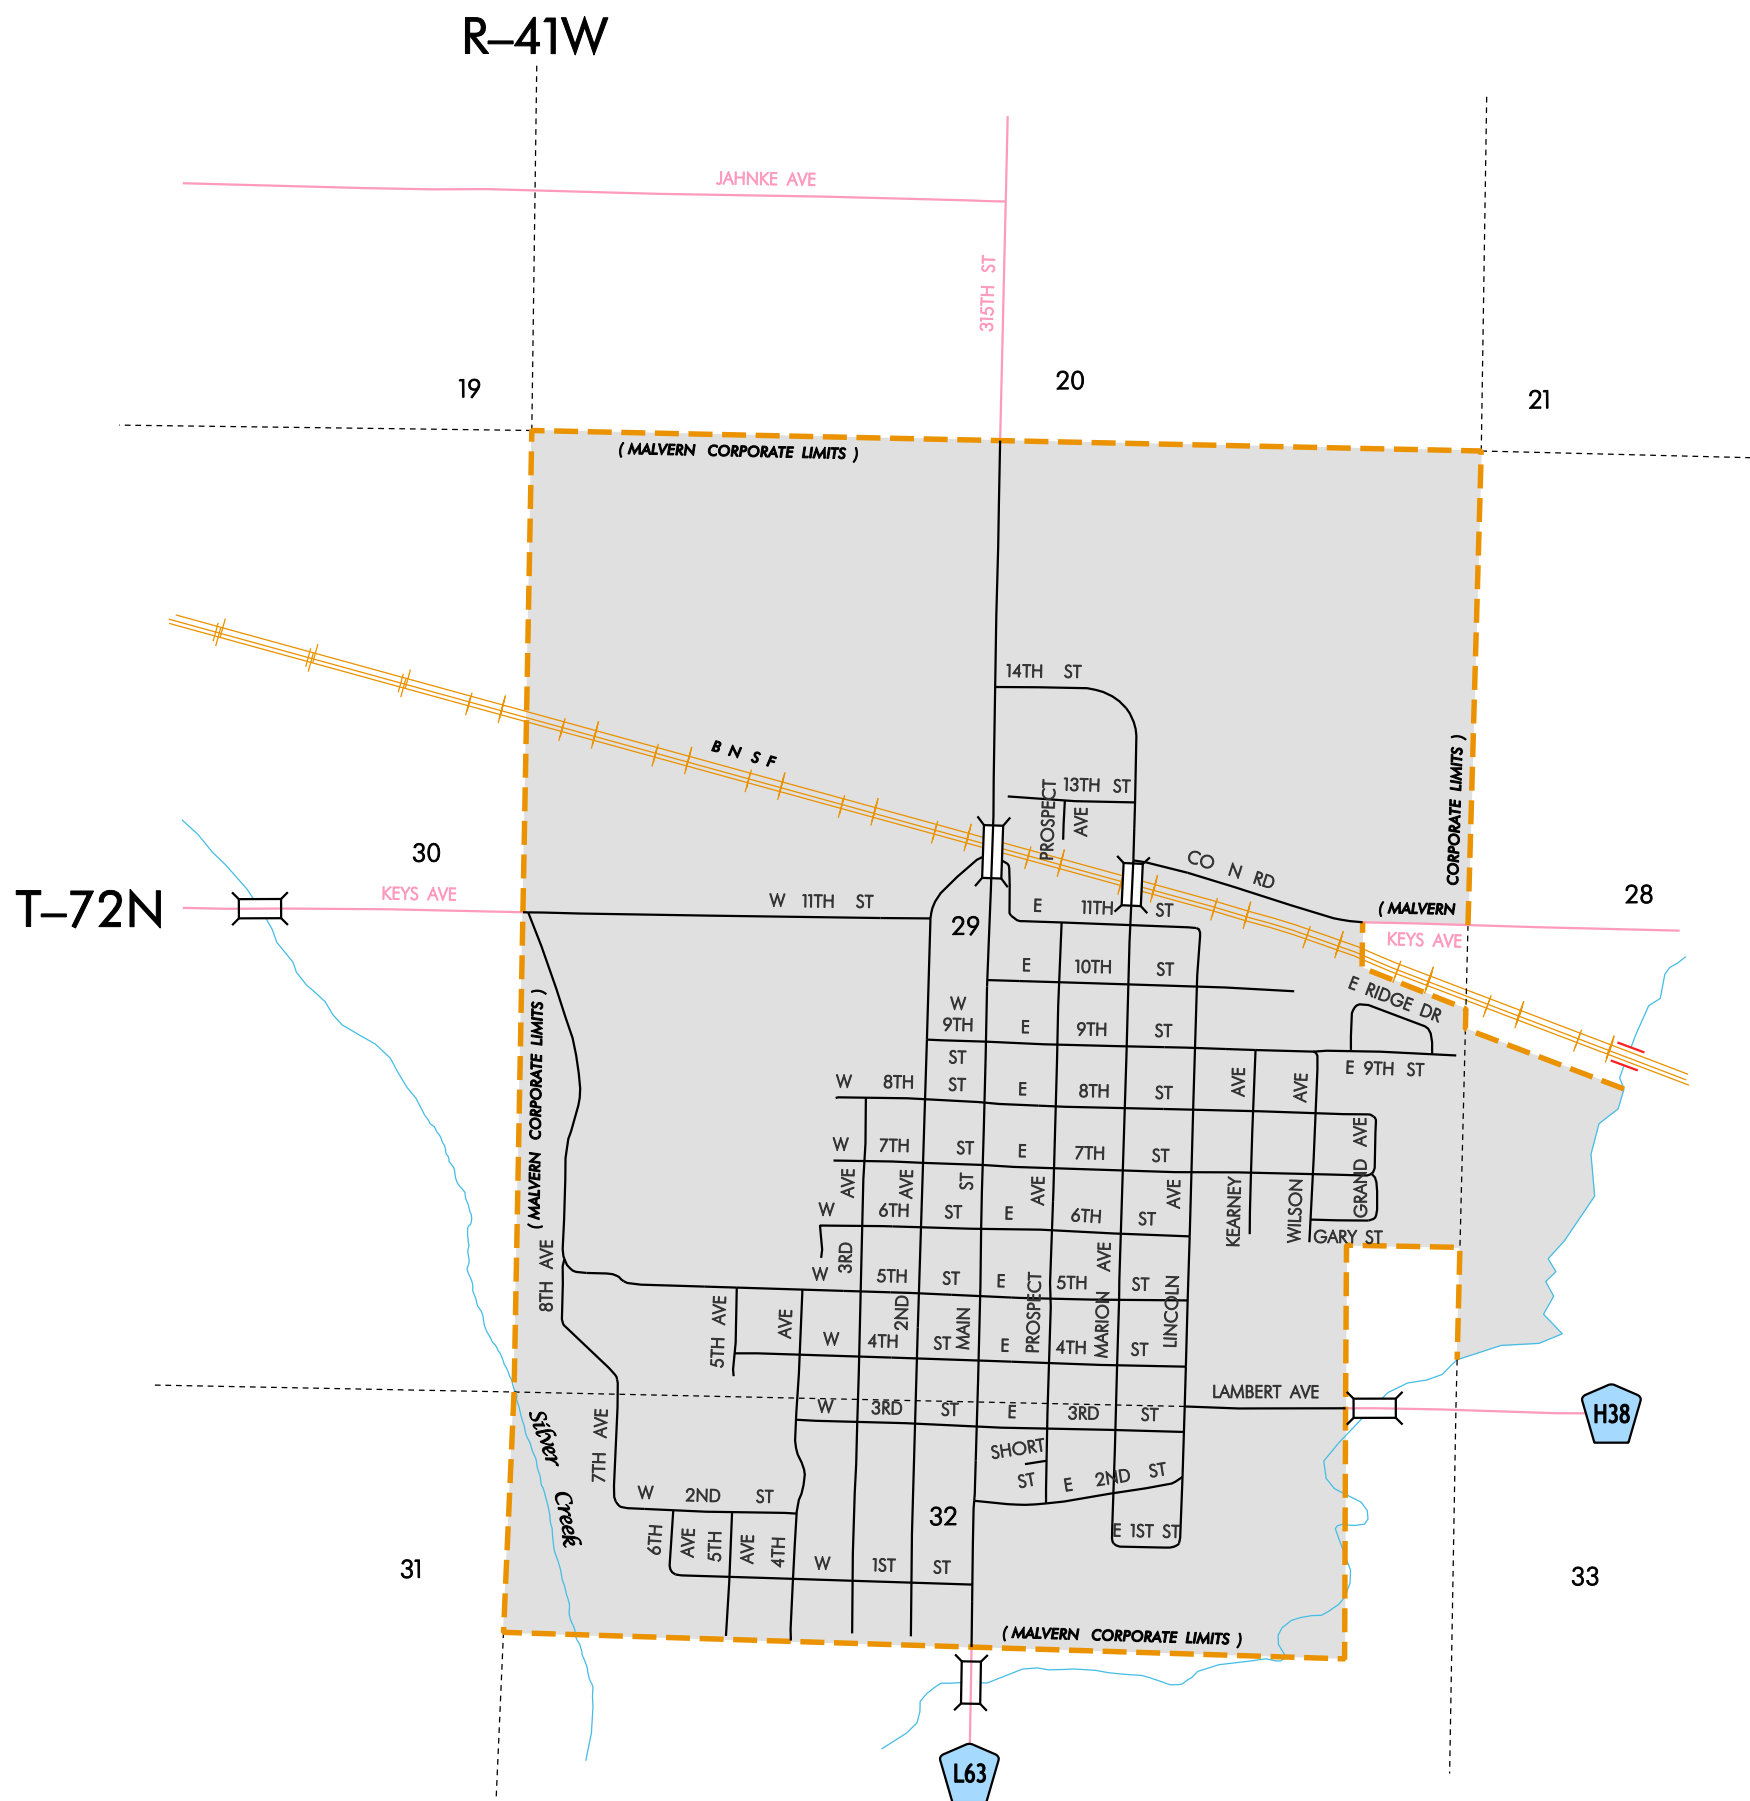 R–41W
JAHNKE AVE
315TH ST
19
20
21
( MALVERN CORPORATE LIMITS )
14TH ST
B N S F
13TH ST
PROSPECT AVE
CORPORATE LIMITS )
( MALVERN
30
T–72N
KEYS AVE
W 11TH ST
CO N RD
28
E 11TH ST
29
KEYS AVE
E 10TH ST
E RIDGE DR
W 9TH ST
E 9TH ST
E 9TH ST
( MALVERN CORPORATE LIMITS )
W 8TH ST
E 8TH ST
W 7TH ST
E 7TH ST
W 6TH ST
E 6TH ST
GARY ST
W 5TH ST
E 5TH ST
W 4TH ST
E 4TH ST
8TH AVE
7TH AVE
5TH AVE
AVE
3RD AVE
2ND AVE
MAIN ST
PROSPECT AVE
MARION AVE
LINCOLN AVE
KEARNEY AVE
WILSON AVE
GRAND AVE
LAMBERT AVE
H38
W 3RD ST
E 3RD ST
SHORT ST
E 2ND ST
Silver Creek
W 2ND ST
32
E 1ST ST
6TH AVE
5TH AVE
4TH
W 1ST ST
31
33
( MALVERN CORPORATE LIMITS )
L63